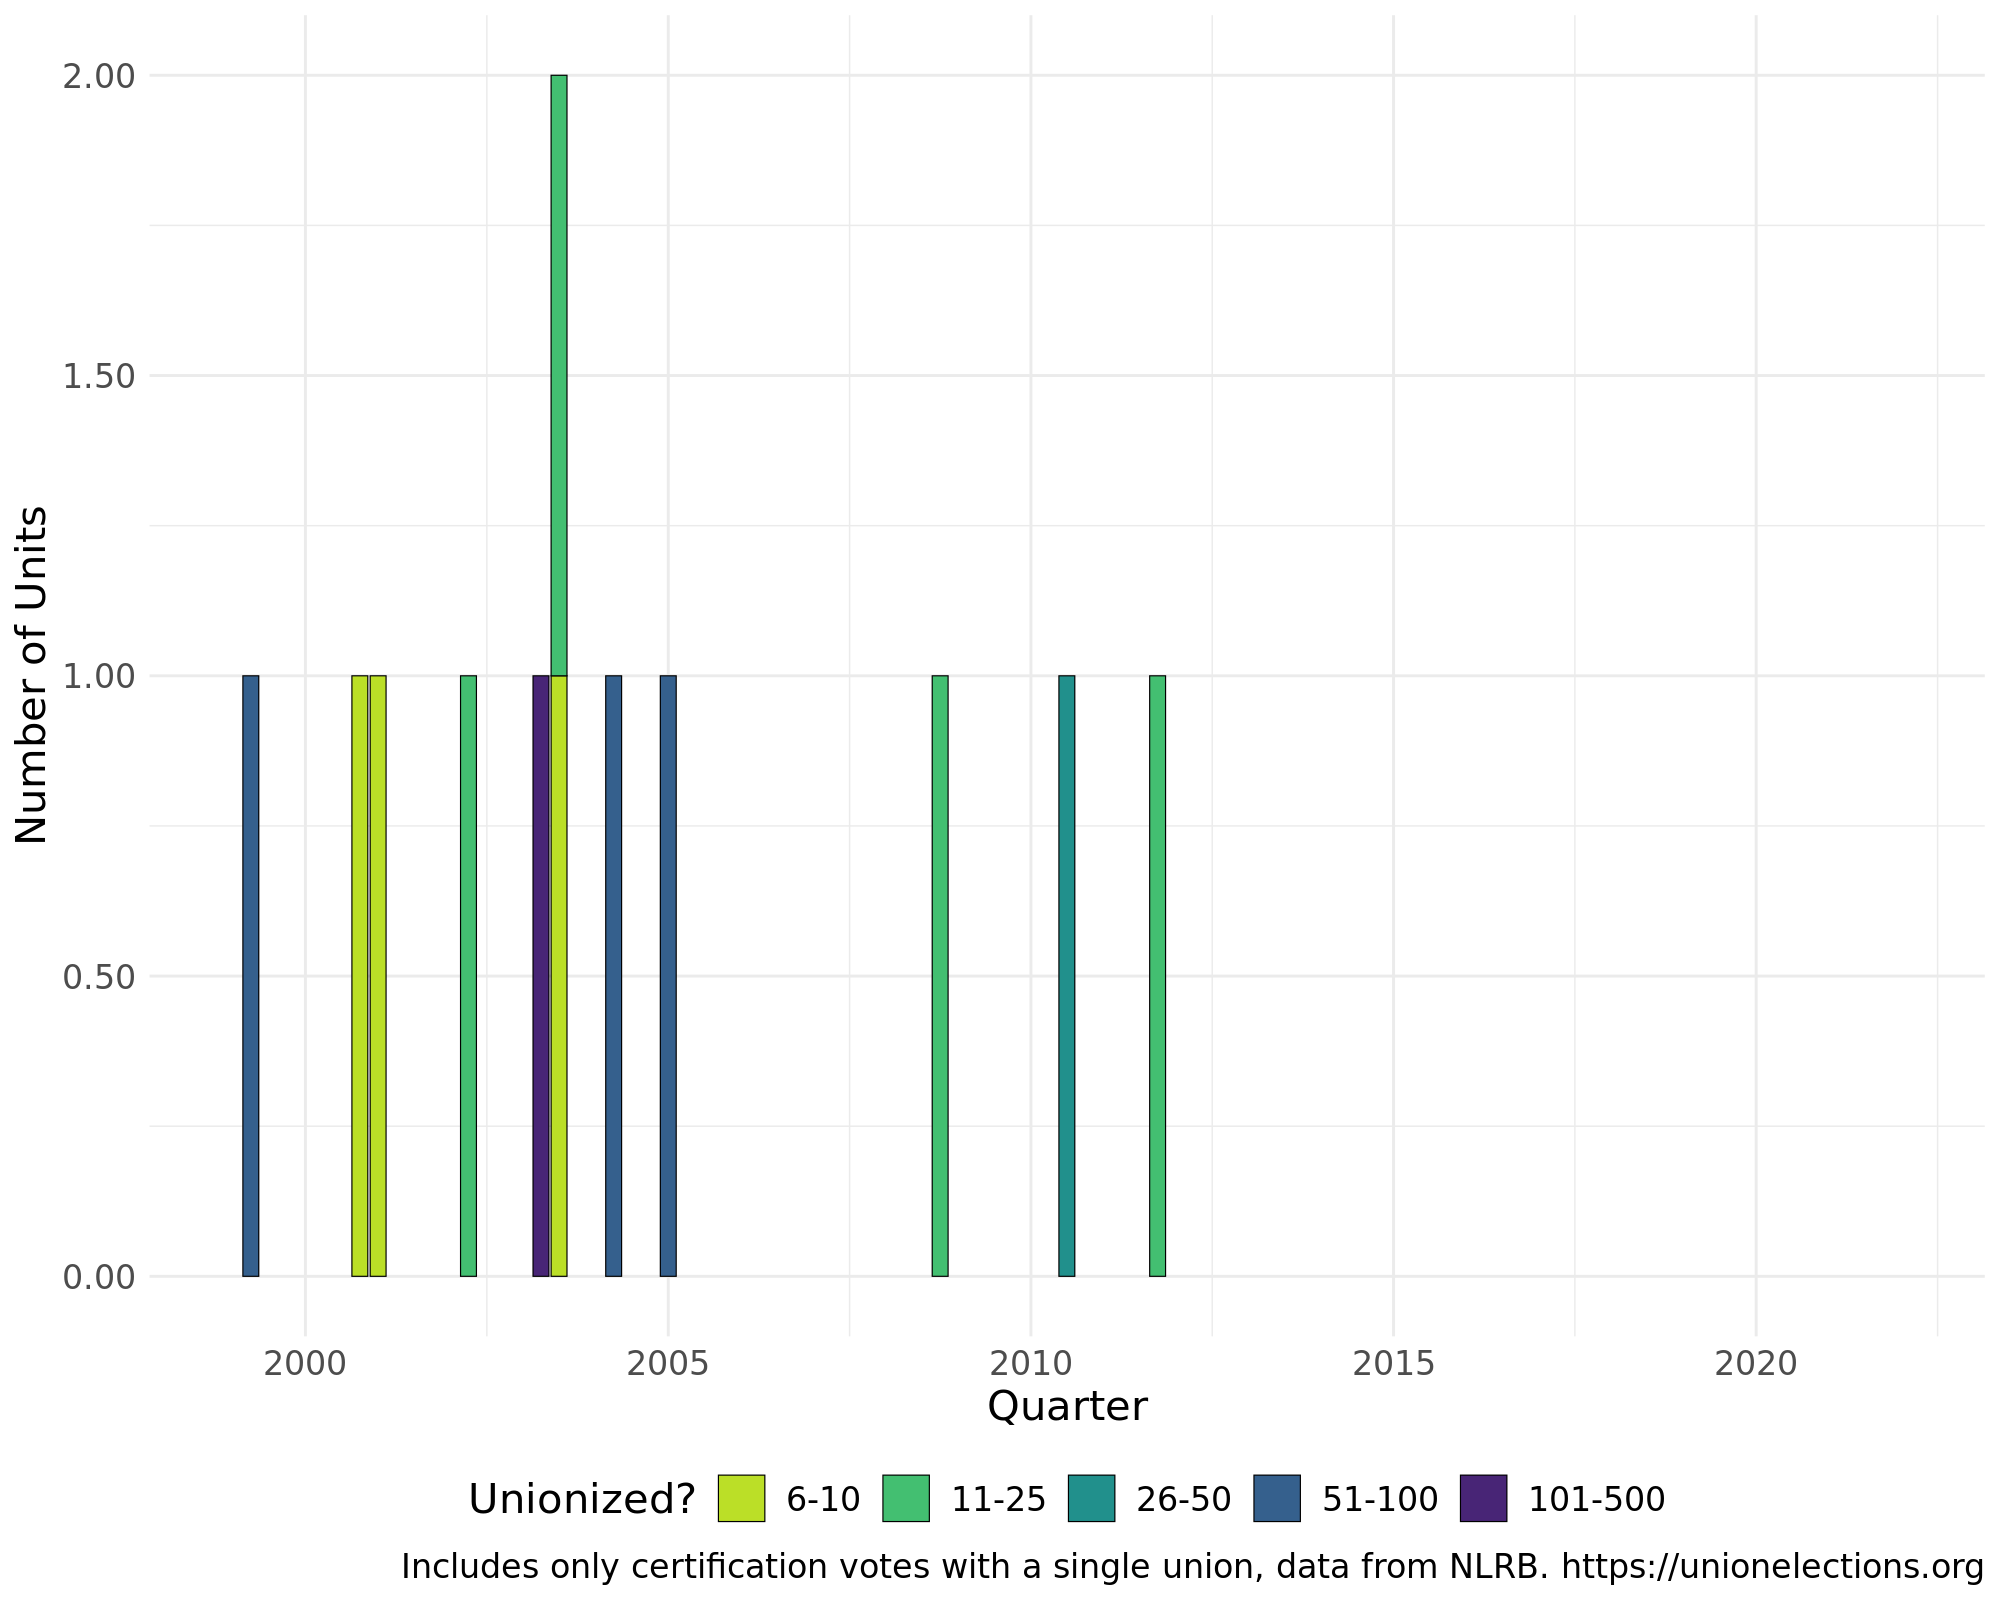 2.00
1.50
1.00
0.50
0.00
Number of Units
2000 2005 2010 2015 2020
Quarter
Unionized? 6-10 11-25 26-50 51-100 101-500
Includes only certification votes with a single union, data from NLRB. https://unionelections.org